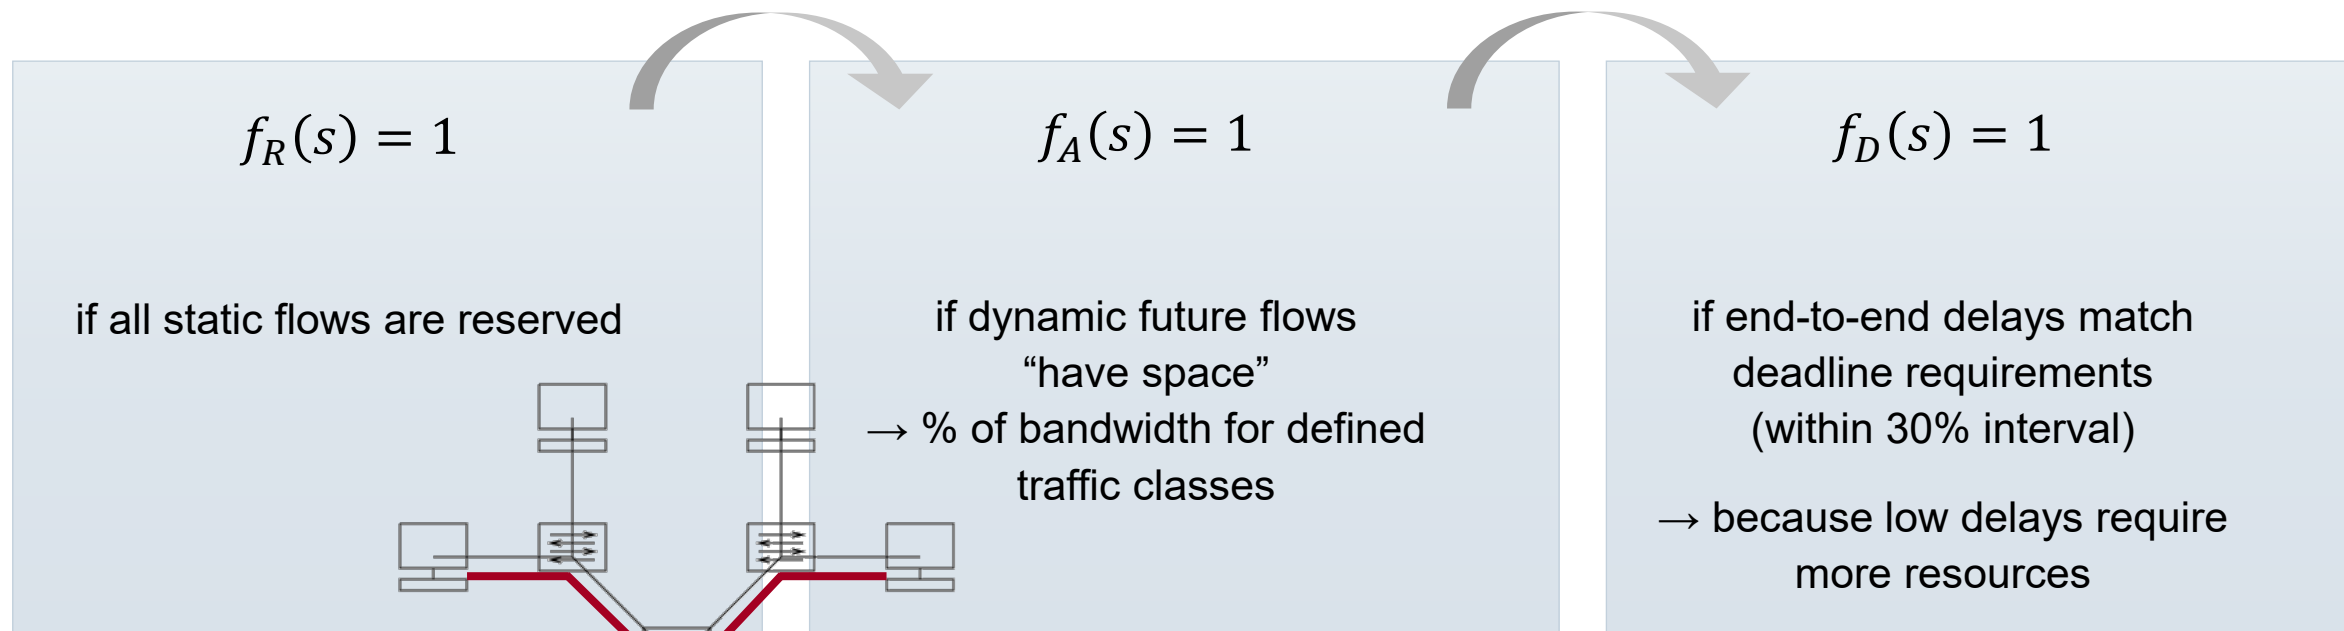 f_R(s) = 1
if all static flows are reserved
f_A(s) = 1
if dynamic future flows
“have space”
→ % of bandwidth for defined
traffic classes
f_D(s) = 1
if end-to-end delays match
deadline requirements
(within 30% interval)
→ because low delays require
more resources